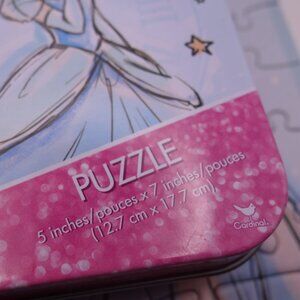 PUZZLE
5 inches/pouces x 7 inches/pouces
(12.7 cm x 17.7 cm)
Cardinal